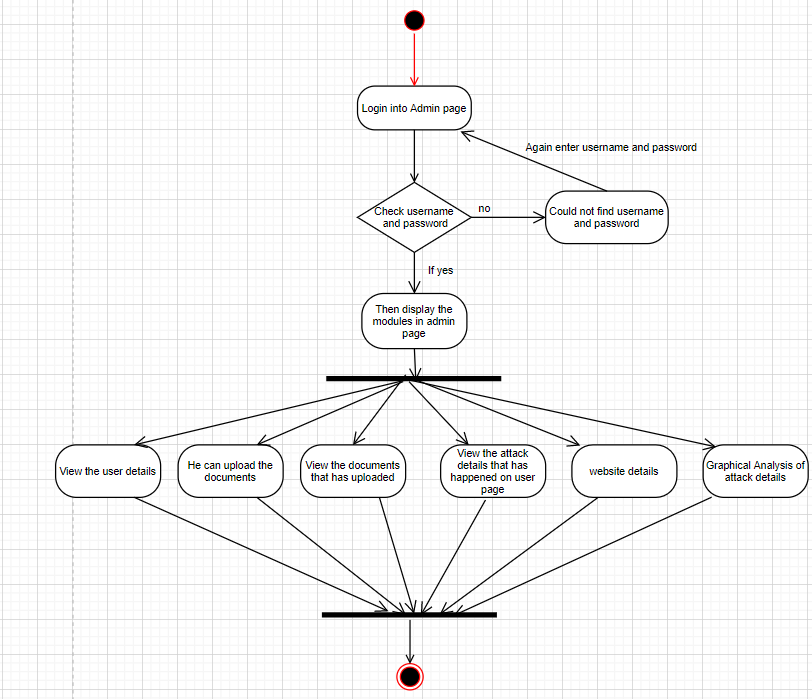 Login into Admin page
Again enter username and password
Check username
and password
no
Could not find username
and password
If yes
Then display the
modules in admin
page
View the user details
He can upload the
documents
View the documents
that has uploaded
View the attack
details that has
happened on user
page
website details
Graphical Analysis of
attack details